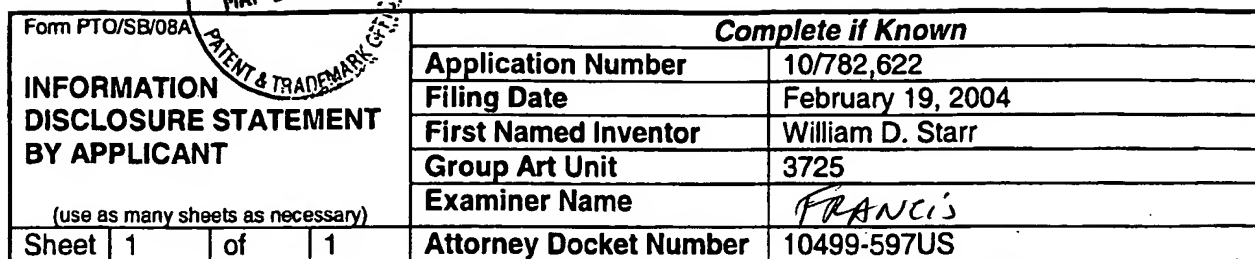 Form PTO/SB/08A
PATENT & TRADEMARK OFFICE
INFORMATION
DISCLOSURE STATEMENT
BY APPLICANT
(use as many sheets as necessary)
Sheet 1 of 1
Complete if Known
Application Number 10/782,622
Filing Date February 19, 2004
First Named Inventor William D. Starr
Group Art Unit 3725
Examiner Name FRANCIS
Attorney Docket Number 10499-597US